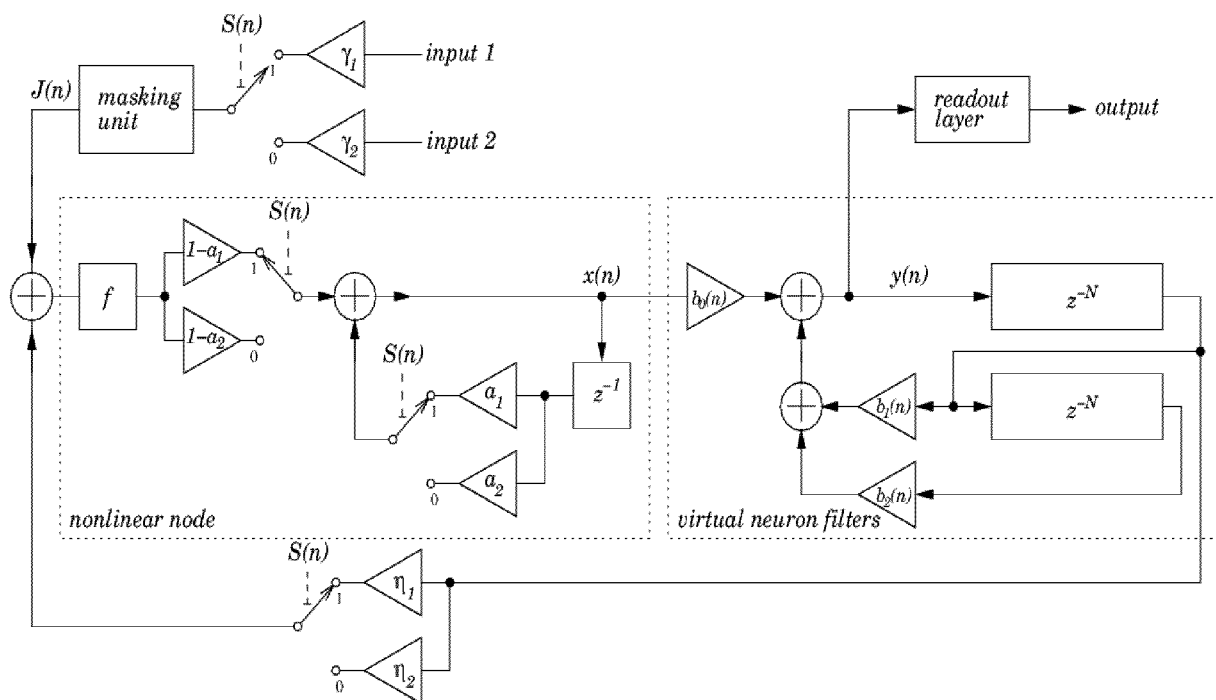 S(n)
γ₁
input 1
1
J(n)
masking
unit
γ₂
input 2
0
readout
layer
output
S(n)
1–a₁
1
f
1–a₂
0
x(n)
S(n)
a₁
1
z⁻¹
a₂
0
nonlinear node
b₀(n)
y(n)
z⁻ᴺ
b₁(n)
z⁻ᴺ
b₂(n)
virtual neuron filters
S(n)
η₁
1
η₂
0